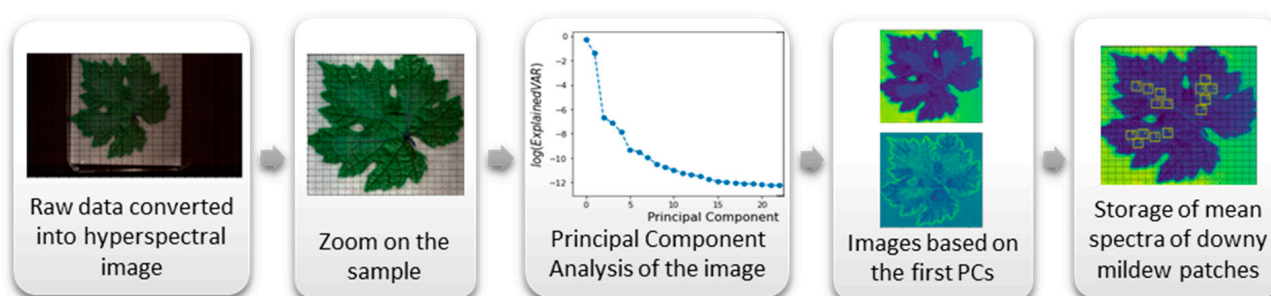 Raw data converted
into hyperspectral
image
Zoom on the
sample
log(ExplainedVAR)
0
−2
−4
−6
−8
−10
−12
0 5 10 15 20
Principal Component
Principal Component
Analysis of the image
Images based on
the first PCs
Storage of mean
spectra of downy
mildew patches